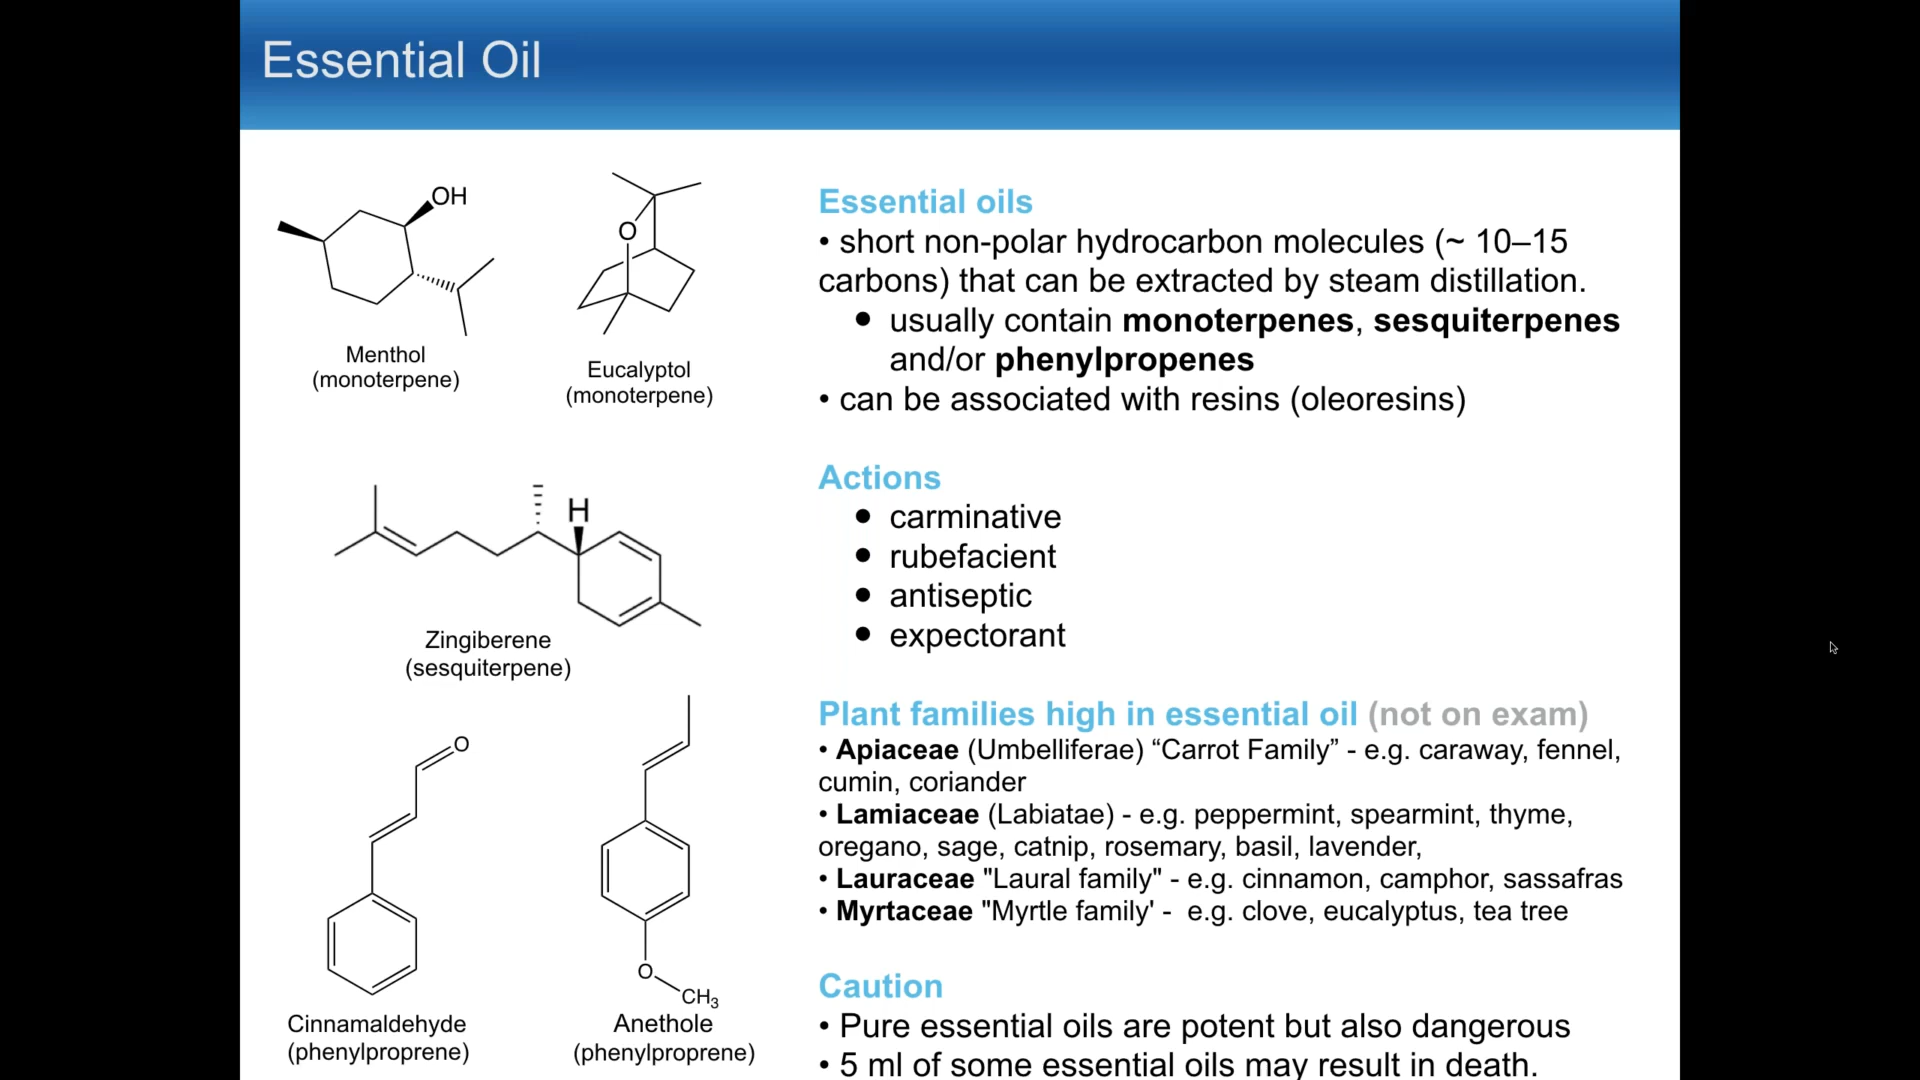 Essential Oil
OH
O
Menthol
(monoterpene)
Eucalyptol
(monoterpene)
H
Zingiberene
(sesquiterpene)
O
O
CH3
Cinnamaldehyde
(phenylproprene)
Anethole
(phenylproprene)
Essential oils
• short non-polar hydrocarbon molecules (~ 10–15
carbons) that can be extracted by steam distillation.
● usually contain monoterpenes, sesquiterpenes
and/or phenylpropenes
• can be associated with resins (oleoresins)
Actions
● carminative
● rubefacient
● antiseptic
● expectorant
Plant families high in essential oil (not on exam)
• Apiaceae (Umbelliferae) “Carrot Family” - e.g. caraway, fennel,
cumin, coriander
• Lamiaceae (Labiatae) - e.g. peppermint, spearmint, thyme,
oregano, sage, catnip, rosemary, basil, lavender,
• Lauraceae "Laural family" - e.g. cinnamon, camphor, sassafras
• Myrtaceae "Myrtle family' - e.g. clove, eucalyptus, tea tree
Caution
• Pure essential oils are potent but also dangerous
• 5 ml of some essential oils may result in death.